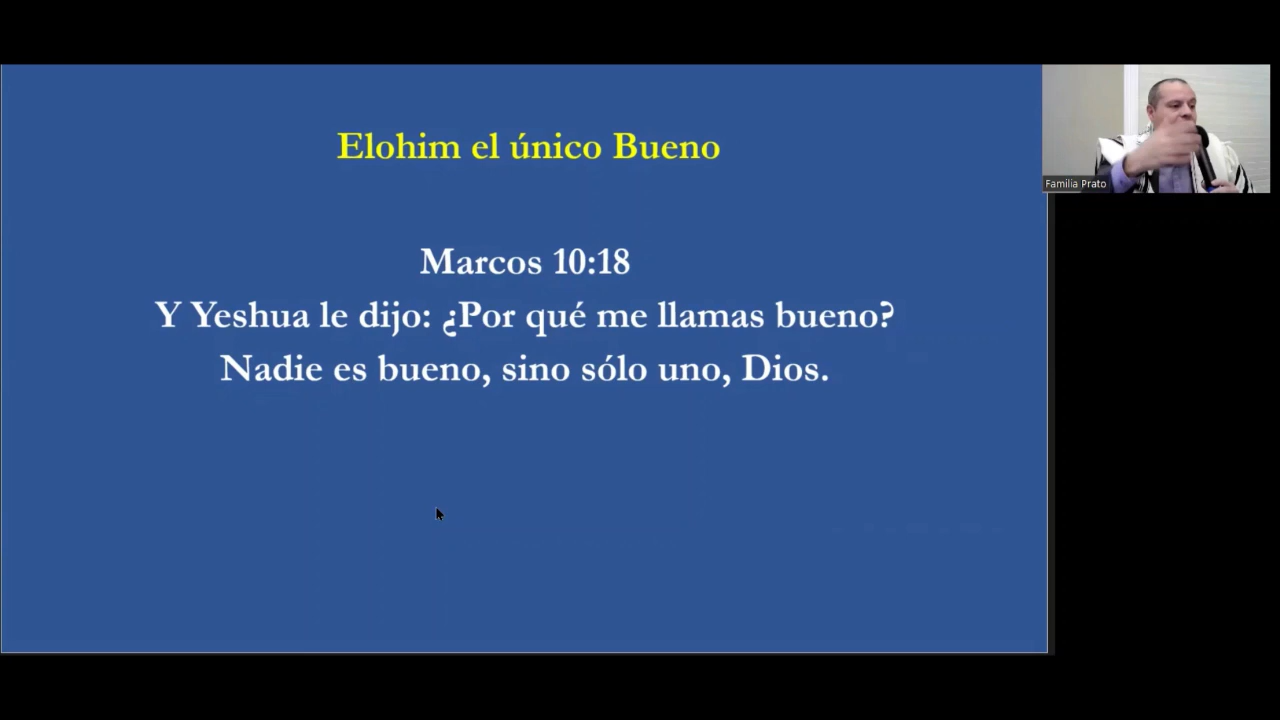 Elohim el único Bueno
Marcos 10:18
Y Yeshua le dijo: ¿Por qué me llamas bueno?
Nadie es bueno, sino sólo uno, Dios.
Familia Prato